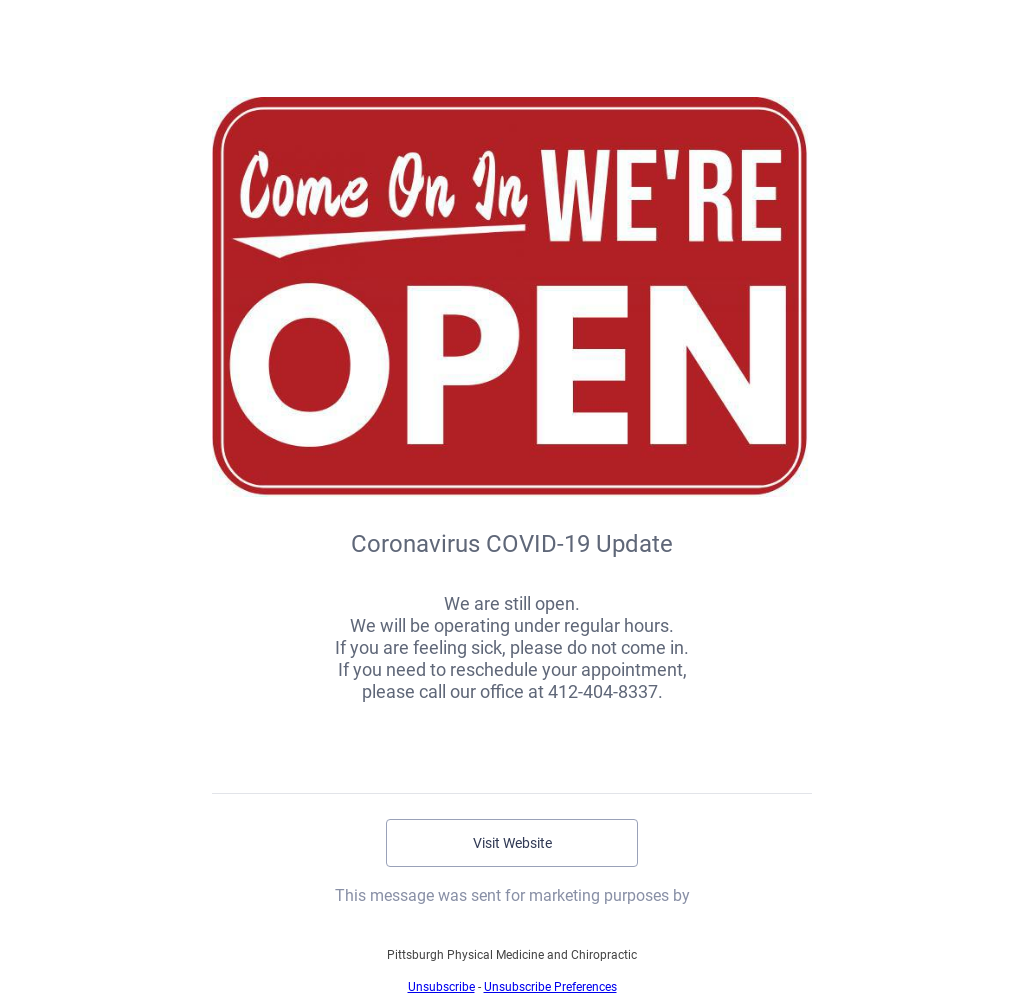 Come On In WE'RE
OPEN
Coronavirus COVID-19 Update
We are still open.
We will be operating under regular hours.
If you are feeling sick, please do not come in.
If you need to reschedule your appointment,
please call our office at 412-404-8337.
Visit Website
This message was sent for marketing purposes by
Pittsburgh Physical Medicine and Chiropractic
Unsubscribe - Unsubscribe Preferences